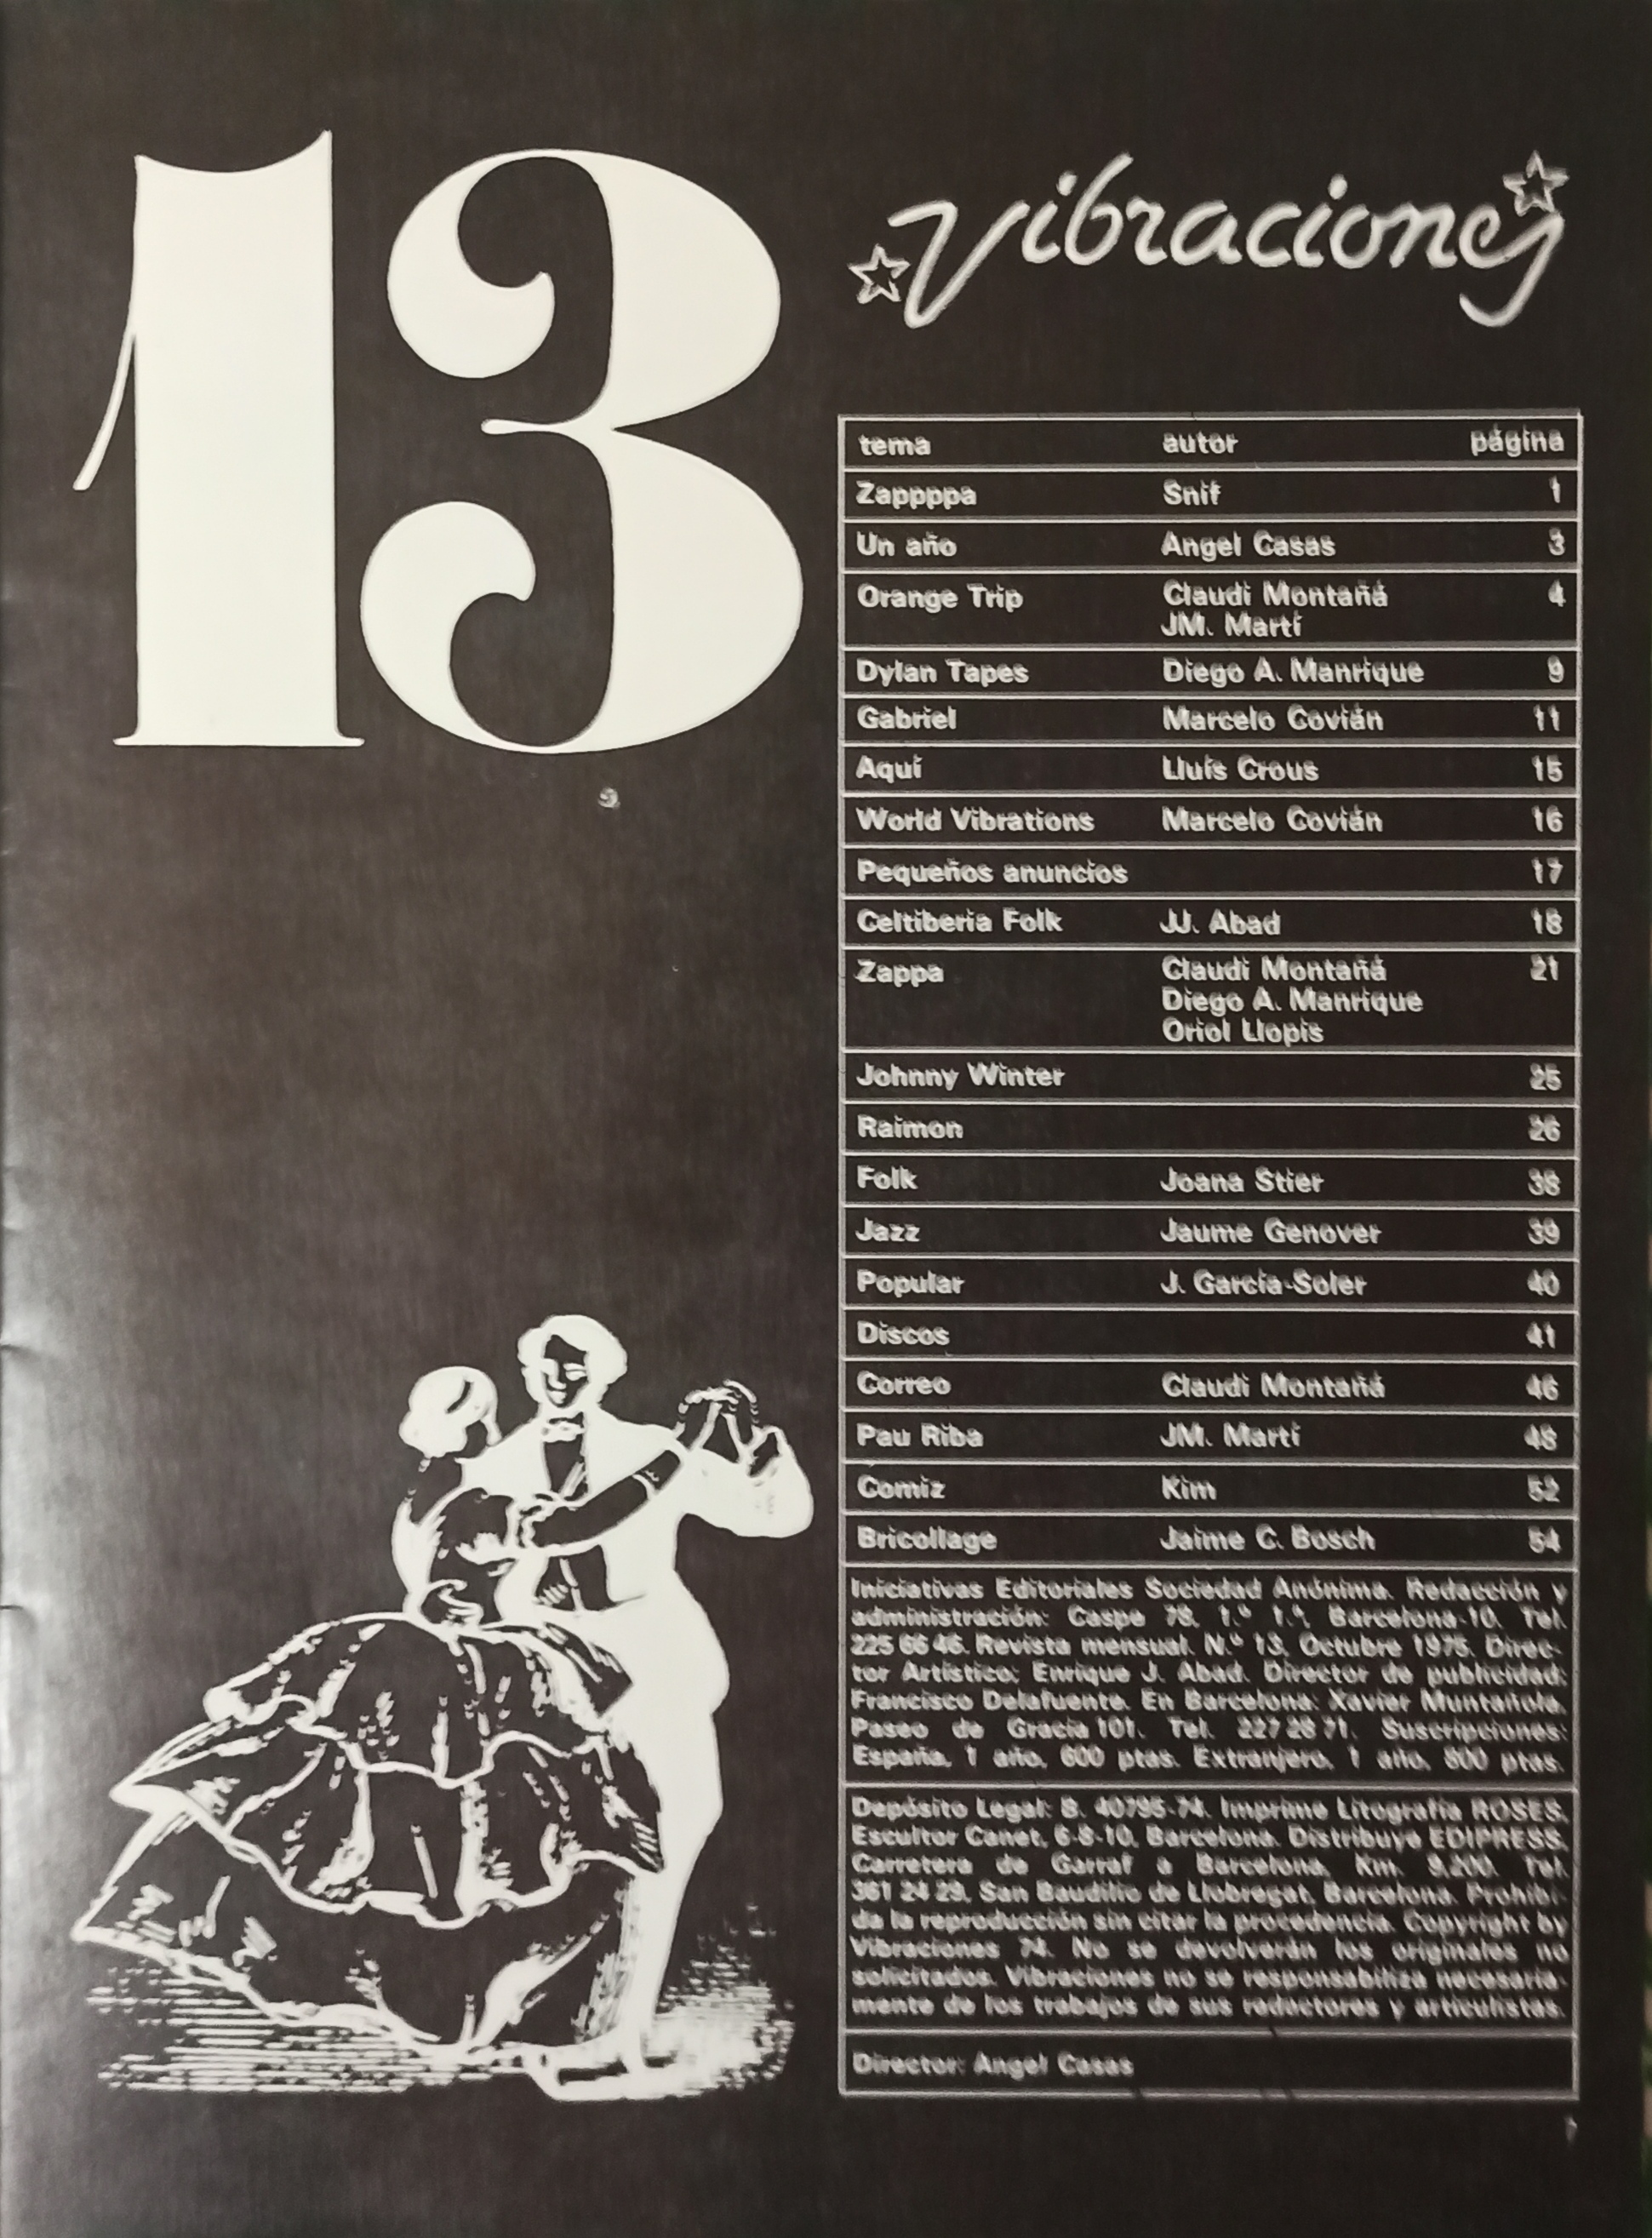 13
vibraciones
tema autor página
Zappppa Snif 1
Un año Angel Casas 3
Orange Trip Claudi Montañá 4
JM. Martí
Dylan Tapes Diego A. Manrique 9
Gabriel Marcelo Covián 11
Aquí Lluís Crous 15
World Vibrations Marcelo Covián 16
Pequeños anuncios 17
Celtiberia Folk JJ. Abad 18
Zappa Claudi Montañá 21
Diego A. Manrique
Oriol Llopis
Johnny Winter 25
Raimon 26
Folk Joana Stier 38
Jazz Jaume Genover 39
Popular J. García-Soler 40
Discos 41
Correo Claudi Montañá 46
Pau Riba JM. Martí 48
Comiz Kim 52
Bricollage Jaime C. Bosch 54
Iniciativas Editoriales Sociedad Anónima. Redacción y
administración: Caspe 78, 1.º 1.ª, Barcelona-10. Tel.
225 66 46. Revista mensual. N.º 13, Octubre 1975. Direc-
tor Artístico: Enrique J. Abad. Director de publicidad:
Francisco Delafuente. En Barcelona: Xavier Muntañola,
Paseo de Gracia 101. Tel. 227 28 71. Suscripciones:
España, 1 año, 600 ptas. Extranjero, 1 año, 800 ptas.
Depósito Legal: B. 40795-74. Imprime Litografía ROSES,
Escultor Canet, 6-8-10, Barcelona. Distribuye EDIPRESS,
Carretera de Garraf a Barcelona, Km. 9,200. Tel.
361 24 29. San Baudilio de Llobregat, Barcelona. Prohibi-
da la reproducción sin citar la procedencia. Copyright by
Vibraciones 74. No se devolverán los originales no
solicitados. Vibraciones no se responsabiliza necesaria-
mente de los trabajos de sus redactores y articulistas.
Director: Angel Casas